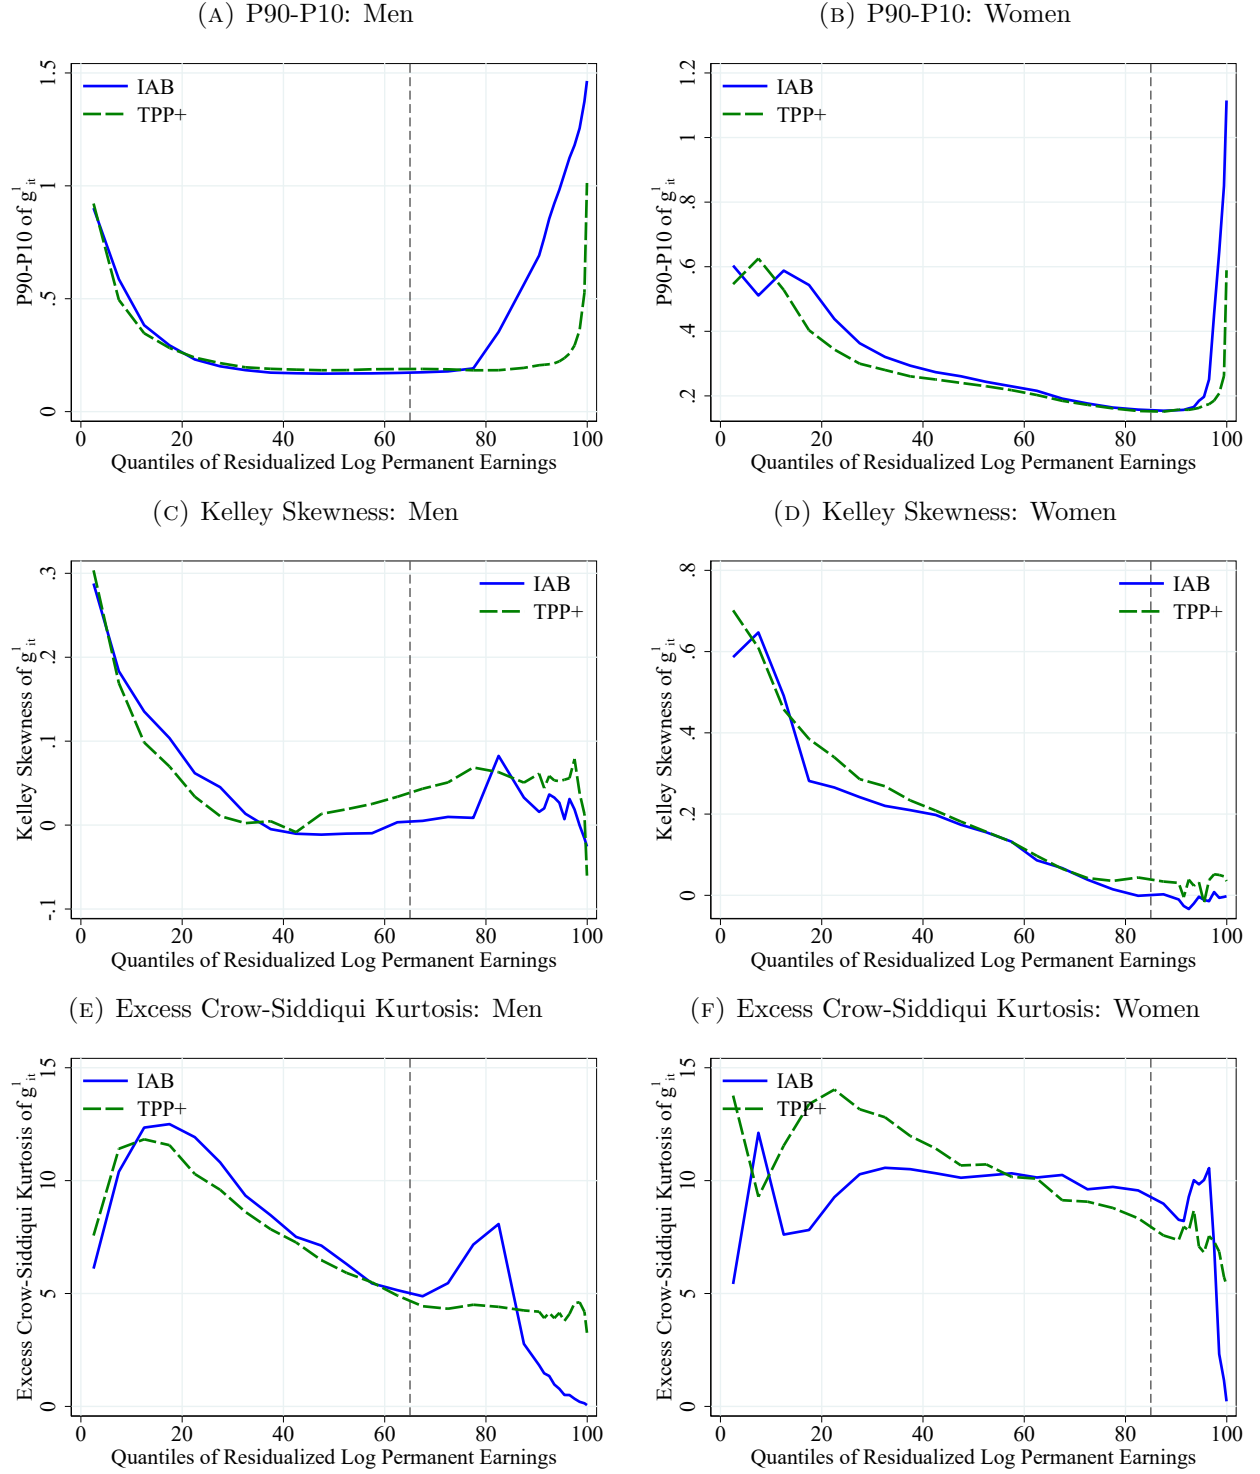 (A) P90-P10: Men
P90-P10 of g¹ᵢₜ
0 .5 1 1.5
IAB
TPP+
0 20 40 60 80 100
Quantiles of Residualized Log Permanent Earnings
(B) P90-P10: Women
P90-P10 of g¹ᵢₜ
.2 .4 .6 .8 1 1.2
IAB
TPP+
0 20 40 60 80 100
Quantiles of Residualized Log Permanent Earnings
(C) Kelley Skewness: Men
Kelley Skewness of g¹ᵢₜ
-.1 0 .1 .2 .3
IAB
TPP+
0 20 40 60 80 100
Quantiles of Residualized Log Permanent Earnings
(D) Kelley Skewness: Women
Kelley Skewness of g¹ᵢₜ
0 .2 .4 .6 .8
IAB
TPP+
0 20 40 60 80 100
Quantiles of Residualized Log Permanent Earnings
(E) Excess Crow-Siddiqui Kurtosis: Men
Excess Crow-Siddiqui Kurtosis of g¹ᵢₜ
0 5 10 15
IAB
TPP+
0 20 40 60 80 100
Quantiles of Residualized Log Permanent Earnings
(F) Excess Crow-Siddiqui Kurtosis: Women
Excess Crow-Siddiqui Kurtosis of g¹ᵢₜ
0 5 10 15
IAB
TPP+
0 20 40 60 80 100
Quantiles of Residualized Log Permanent Earnings